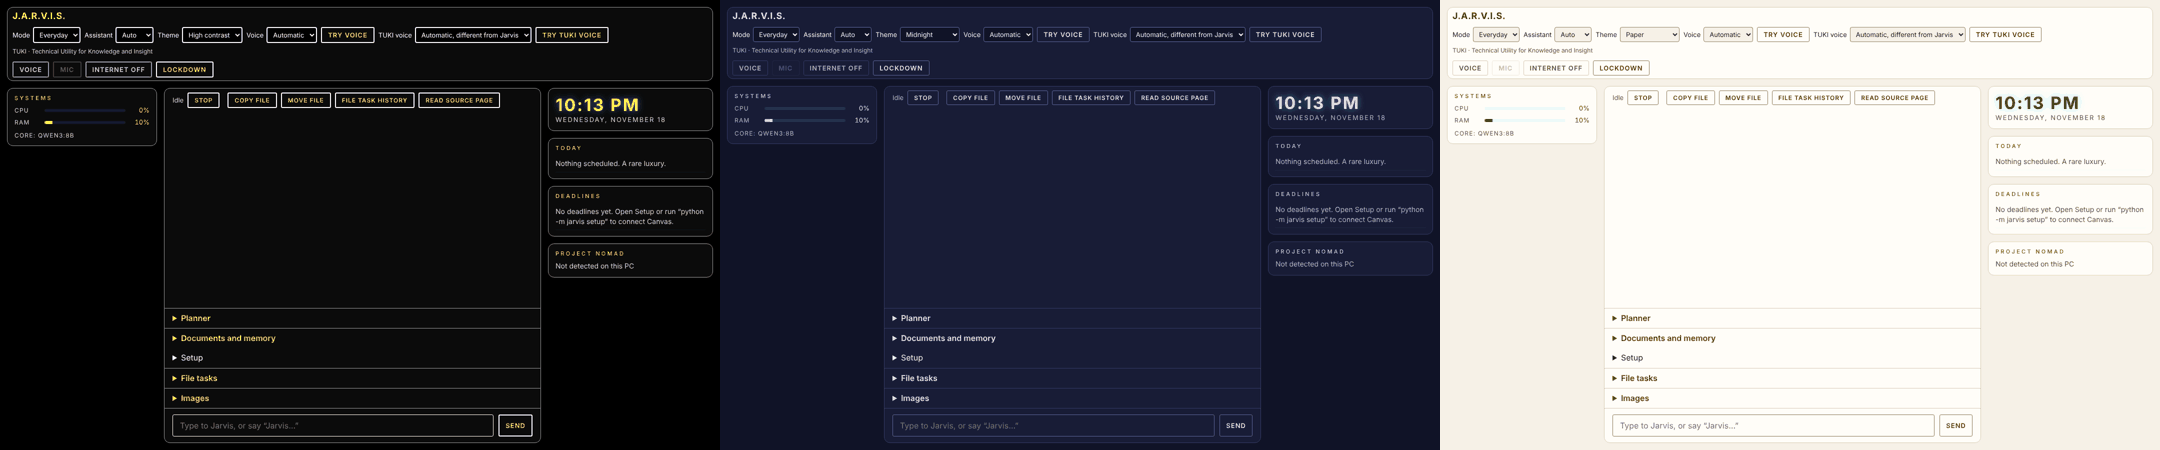 J.A.R.V.I.S.
Mode Everyday Assistant Auto Theme High contrast Voice Automatic TRY VOICE TUKI voice Automatic, different from Jarvis TRY TUKI VOICE
TUKI · Technical Utility for Knowledge and Insight
VOICE MIC INTERNET OFF LOCKDOWN
SYSTEMS
CPU 0%
RAM 10%
CORE: QWEN3:8B
Idle STOP COPY FILE MOVE FILE FILE TASK HISTORY READ SOURCE PAGE
Planner
Documents and memory
Setup
File tasks
Images
Type to Jarvis, or say “Jarvis...” SEND
10:13 PM
WEDNESDAY, NOVEMBER 18
TODAY
Nothing scheduled. A rare luxury.
DEADLINES
No deadlines yet. Open Setup or run “python
-m jarvis setup” to connect Canvas.
PROJECT NOMAD
Not detected on this PC
J.A.R.V.I.S.
Mode Everyday Assistant Auto Theme Midnight Voice Automatic TRY VOICE TUKI voice Automatic, different from Jarvis TRY TUKI VOICE
TUKI · Technical Utility for Knowledge and Insight
VOICE MIC INTERNET OFF LOCKDOWN
SYSTEMS
CPU 0%
RAM 10%
CORE: QWEN3:8B
Idle STOP COPY FILE MOVE FILE FILE TASK HISTORY READ SOURCE PAGE
Planner
Documents and memory
Setup
File tasks
Images
Type to Jarvis, or say “Jarvis...” SEND
10:13 PM
WEDNESDAY, NOVEMBER 18
TODAY
Nothing scheduled. A rare luxury.
DEADLINES
No deadlines yet. Open Setup or run “python
-m jarvis setup” to connect Canvas.
PROJECT NOMAD
Not detected on this PC
J.A.R.V.I.S.
Mode Everyday Assistant Auto Theme Paper Voice Automatic TRY VOICE TUKI voice Automatic, different from Jarvis TRY TUKI VOICE
TUKI · Technical Utility for Knowledge and Insight
VOICE MIC INTERNET OFF LOCKDOWN
SYSTEMS
CPU 0%
RAM 10%
CORE: QWEN3:8B
Idle STOP COPY FILE MOVE FILE FILE TASK HISTORY READ SOURCE PAGE
Planner
Documents and memory
Setup
File tasks
Images
Type to Jarvis, or say “Jarvis...” SEND
10:13 PM
WEDNESDAY, NOVEMBER 18
TODAY
Nothing scheduled. A rare luxury.
DEADLINES
No deadlines yet. Open Setup or run “python
-m jarvis setup” to connect Canvas.
PROJECT NOMAD
Not detected on this PC